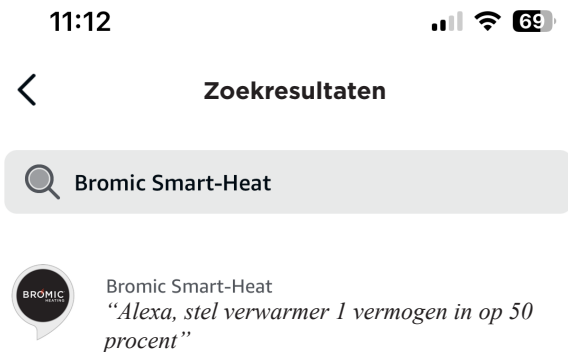 11:12
69
Zoekresultaten
Bromic Smart-Heat
BROMIC
HEATING
Bromic Smart-Heat
“Alexa, stel verwarmer 1 vermogen in op 50
procent”